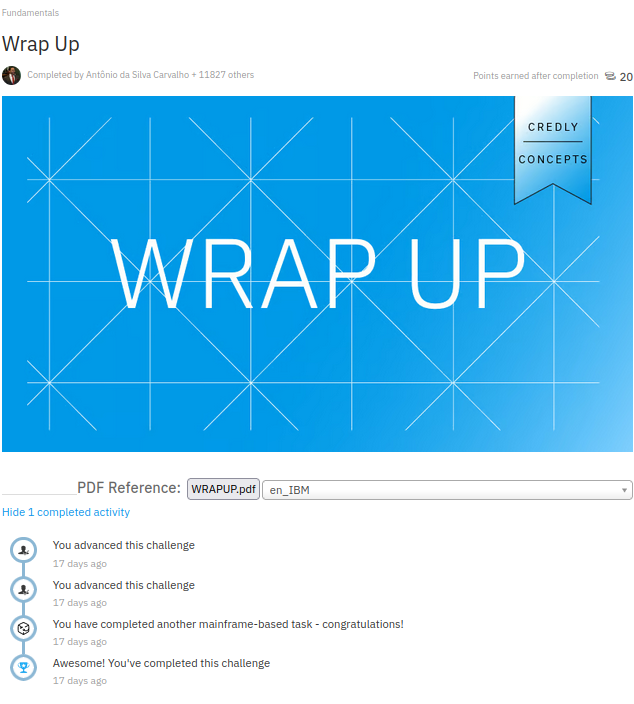 Fundamentals
Wrap Up
Completed by Antônio da Silva Carvalho + 11827 others
Points earned after completion 20
CREDLY
CONCEPTS
WRAP UP
PDF Reference: WRAPUP.pdf en_IBM
Hide 1 completed activity
You advanced this challenge
17 days ago
You advanced this challenge
17 days ago
You have completed another mainframe-based task - congratulations!
17 days ago
Awesome! You've completed this challenge
17 days ago